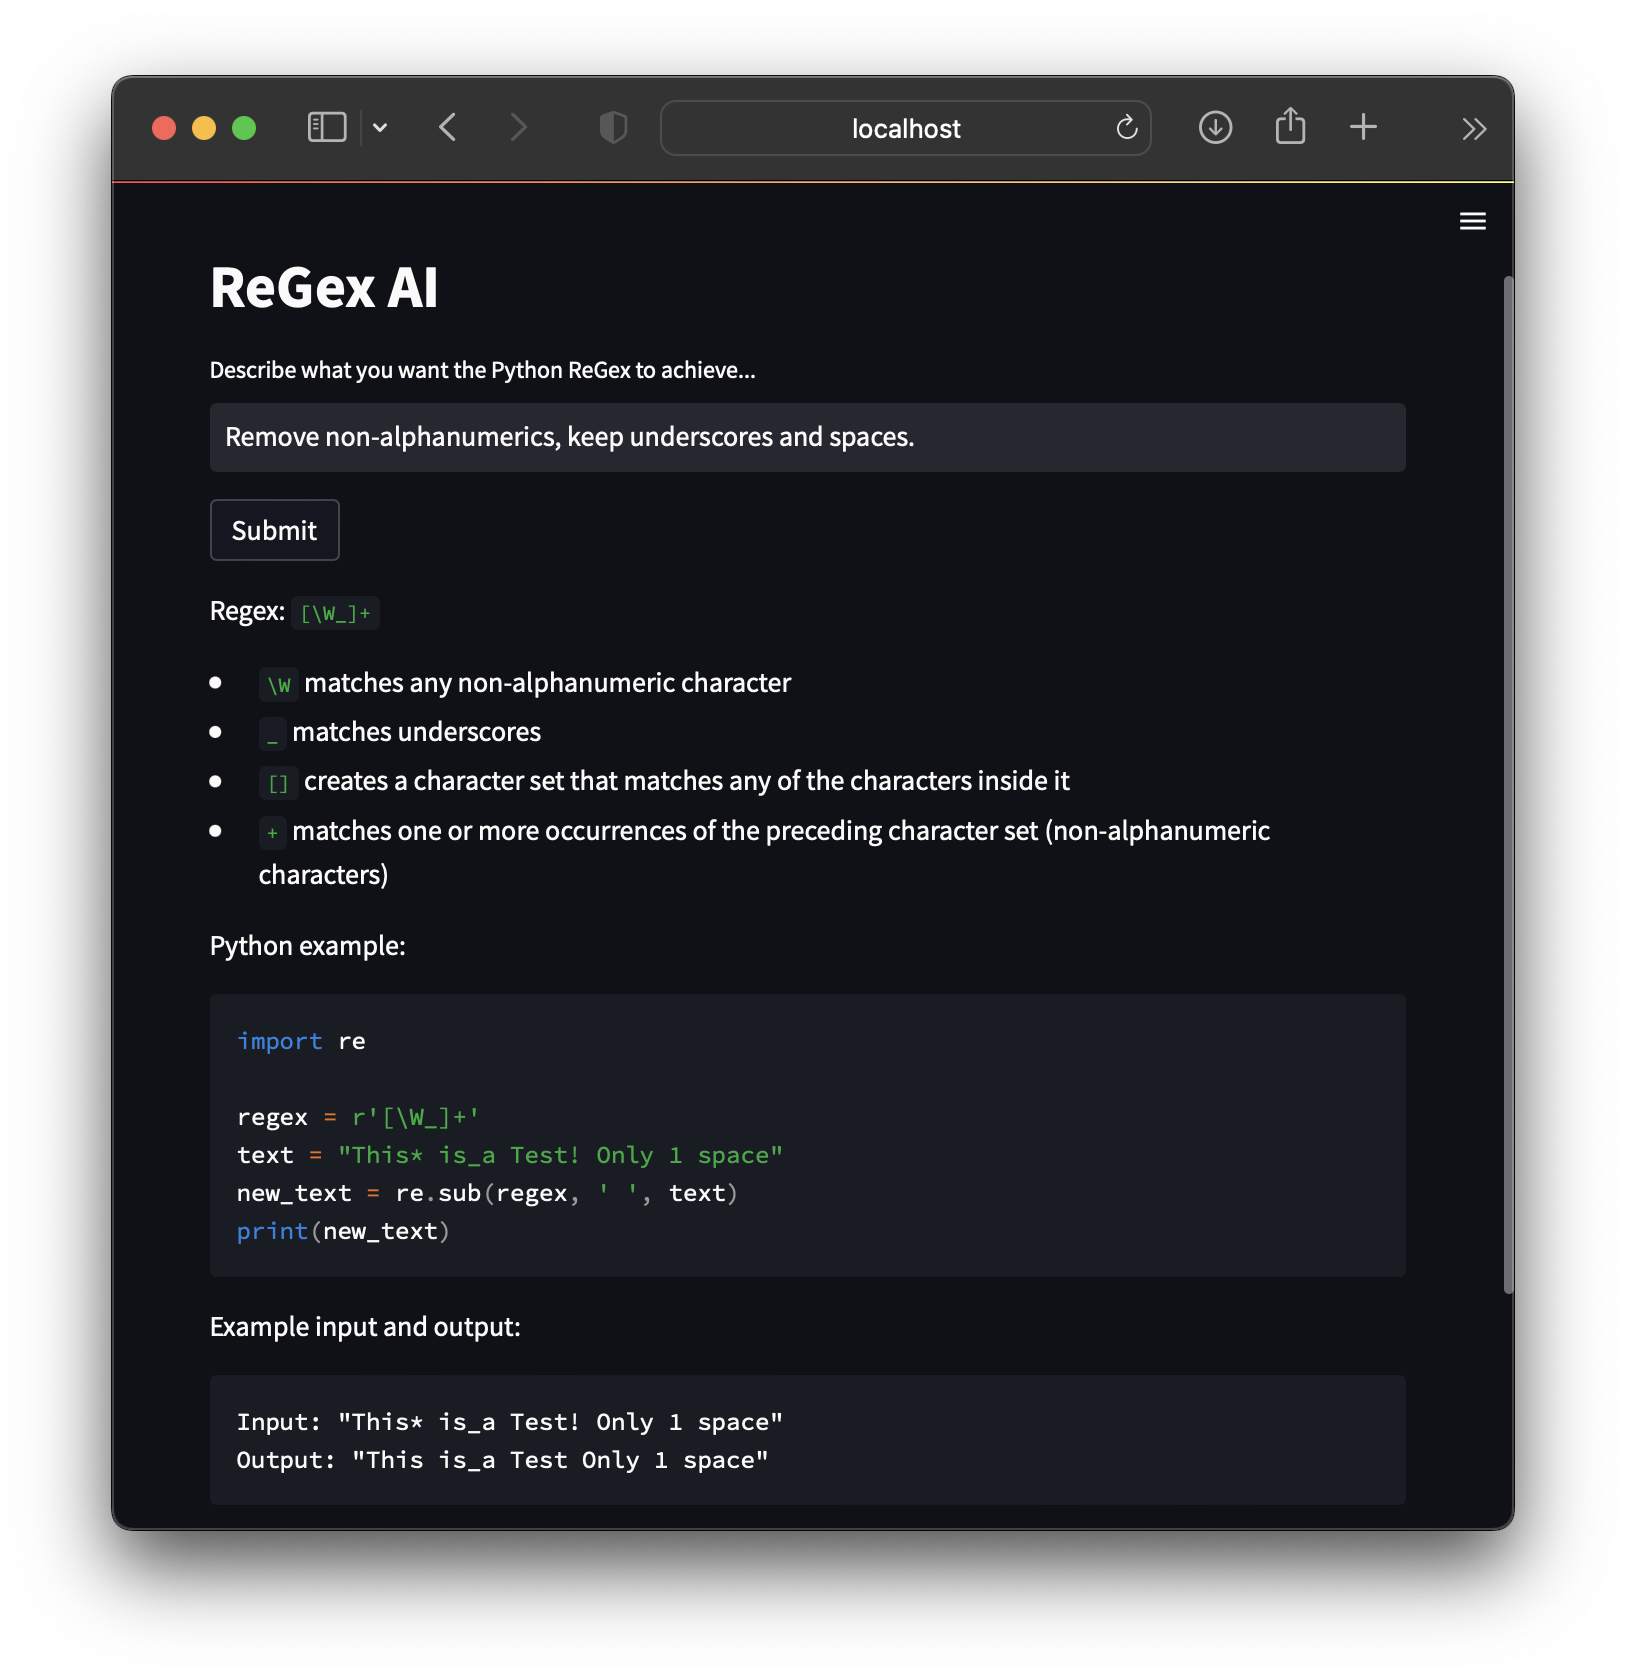 localhost
ReGex AI
Describe what you want the Python ReGex to achieve...
Remove non-alphanumerics, keep underscores and spaces.
Submit
Regex: [\W_]+
\W matches any non-alphanumeric character
_ matches underscores
[] creates a character set that matches any of the characters inside it
+ matches one or more occurrences of the preceding character set (non-alphanumeric
characters)
Python example:
import re
regex = r'[\W_]+'
text = "This* is_a Test! Only 1 space"
new_text = re.sub(regex, ' ', text)
print(new_text)
Example input and output:
Input: "This* is_a Test! Only 1 space"
Output: "This is_a Test Only 1 space"